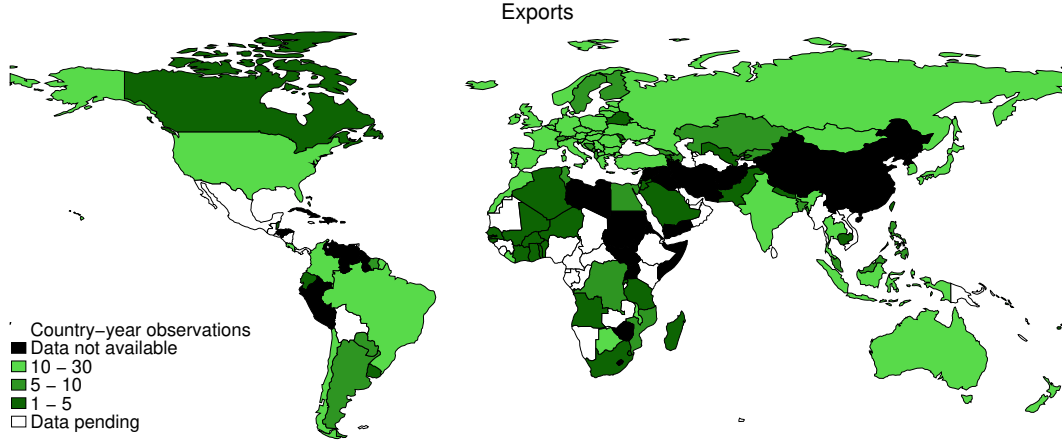 Exports
Country−year observations
Data not available
10 − 30
5 − 10
1 − 5
Data pending